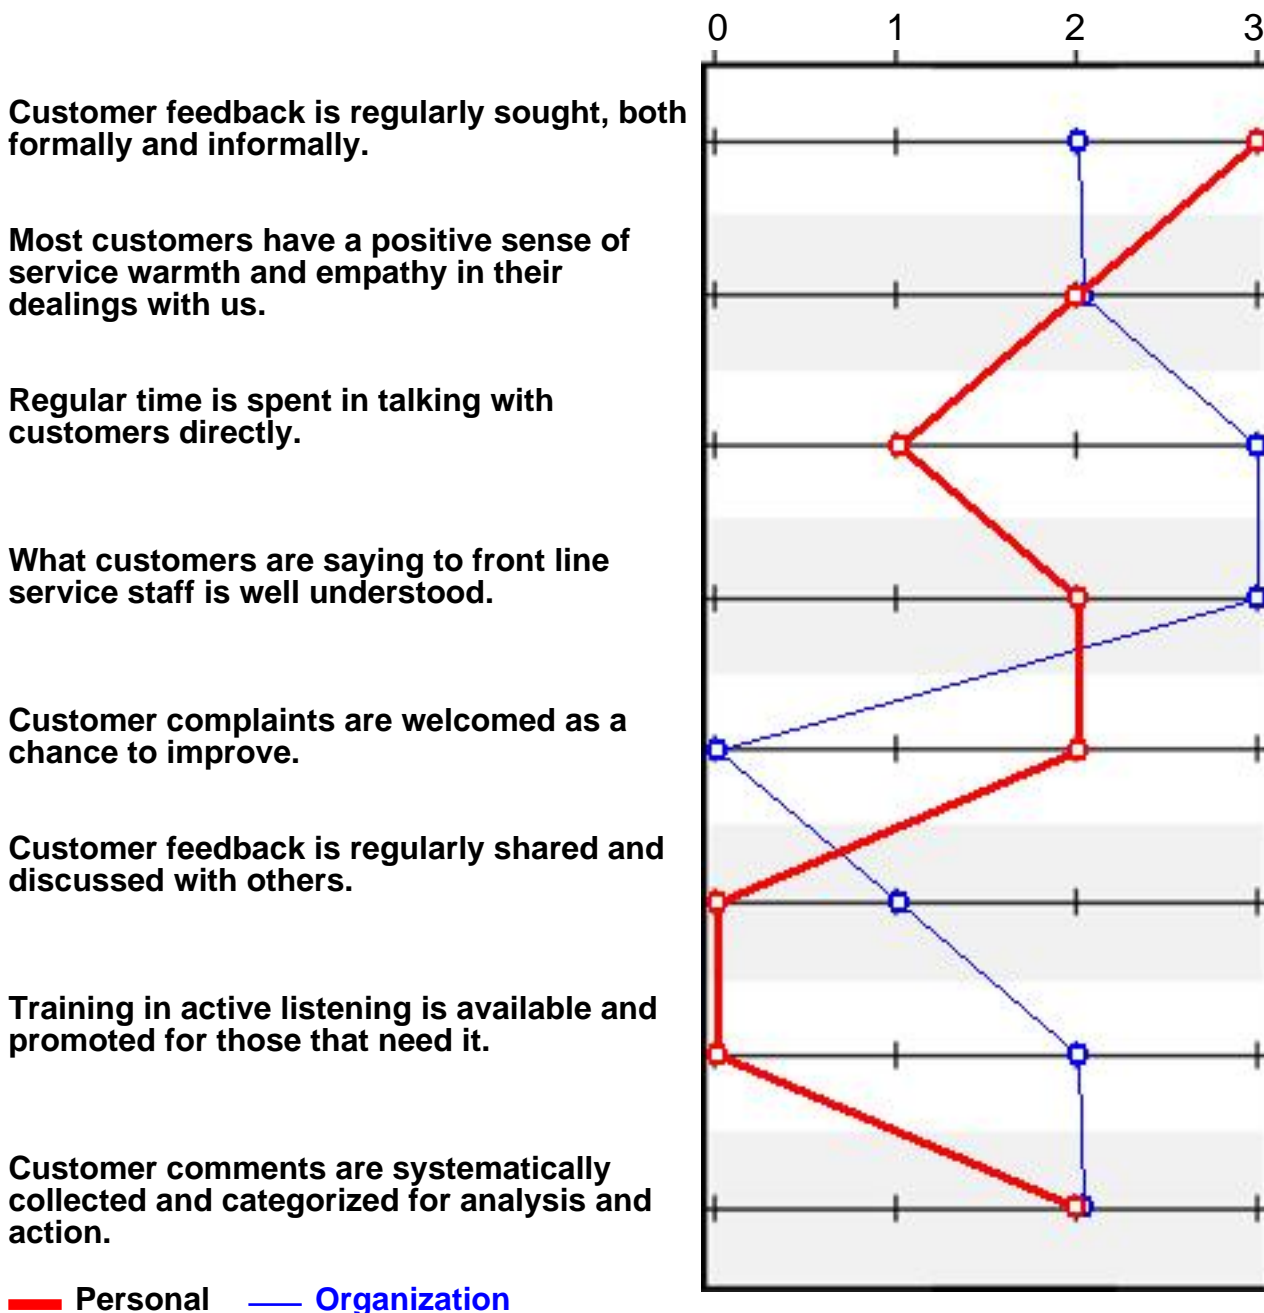 0 1 2 3
Customer feedback is regularly sought, both
formally and informally.
Most customers have a positive sense of
service warmth and empathy in their
dealings with us.
Regular time is spent in talking with
customers directly.
What customers are saying to front line
service staff is well understood.
Customer complaints are welcomed as a
chance to improve.
Customer feedback is regularly shared and
discussed with others.
Training in active listening is available and
promoted for those that need it.
Customer comments are systematically
collected and categorized for analysis and
action.
Personal Organization